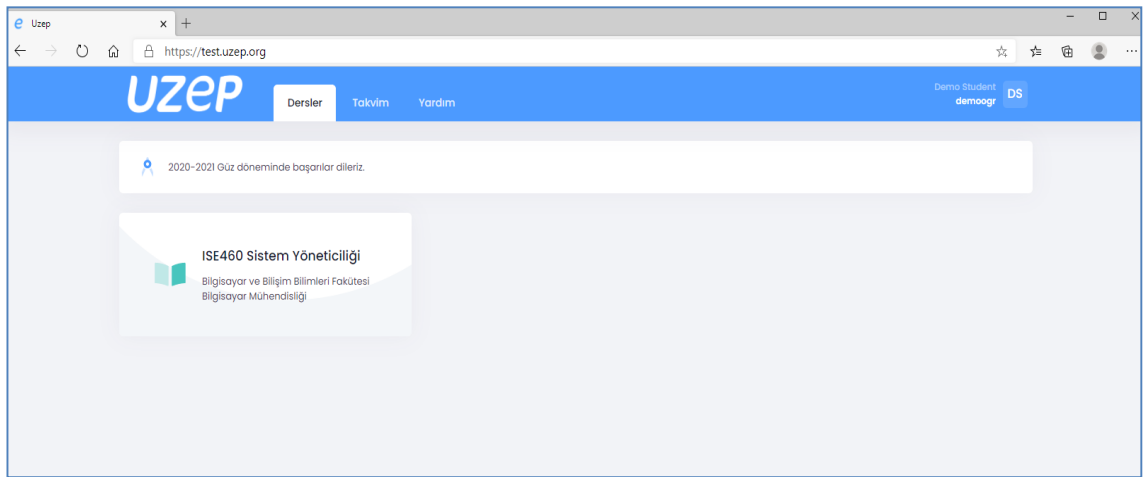 Uzep
https://test.uzep.org
uzep
Dersler
Takvim
Yardım
Demo Student
demoogr
DS
2020-2021 Güz döneminde başarılar dileriz.
ISE460 Sistem Yöneticiliği
Bilgisayar ve Bilişim Bilimleri Fakütesi
Bilgisayar Mühendisliği